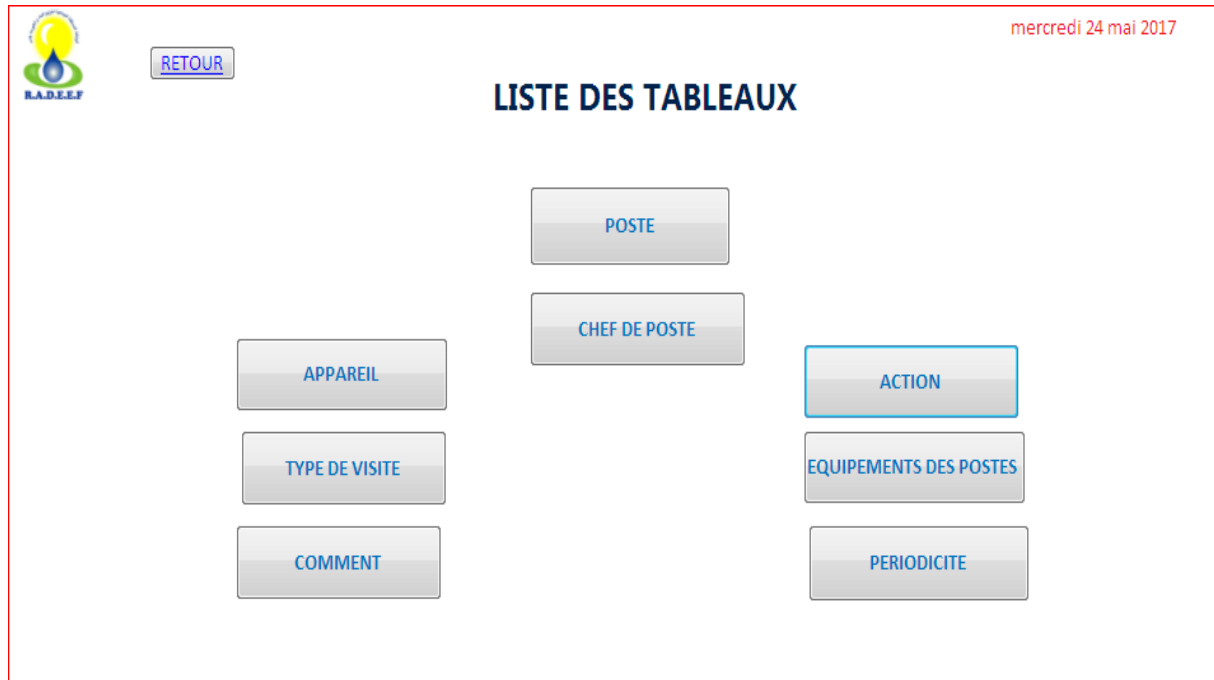 mercredi 24 mai 2017
RETOUR
R.A.D.E.E.F
LISTE DES TABLEAUX
POSTE
CHEF DE POSTE
APPAREIL
ACTION
TYPE DE VISITE
EQUIPEMENTS DES POSTES
COMMENT
PERIODICITE